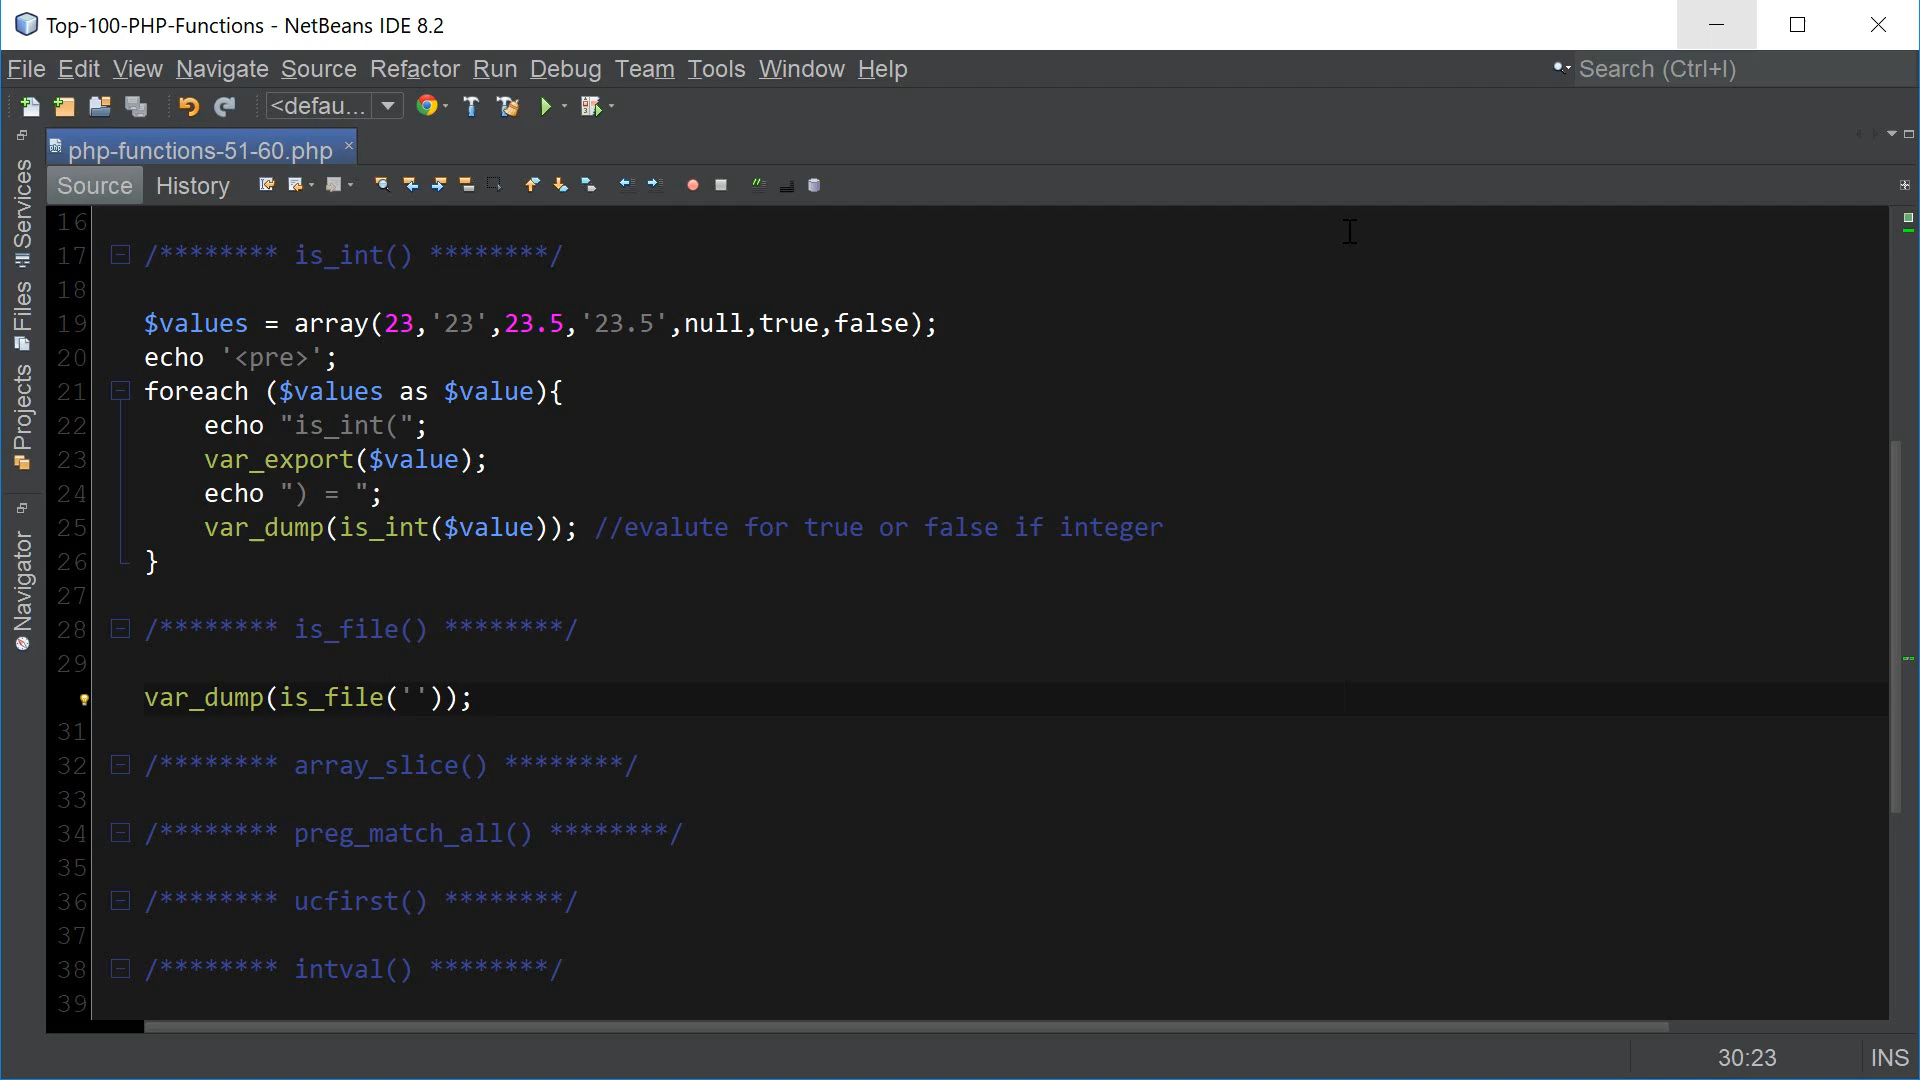 Top-100-PHP-Functions - NetBeans IDE 8.2
File Edit View Navigate Source Refactor Run Debug Team Tools Window Help
Search (Ctrl+I)
<defau...
php-functions-51-60.php
Source History
Services
Files
Projects
Navigator
16
17 /******** is_int() ********/
18
19 $values = array(23,'23',23.5,'23.5',null,true,false);
20 echo '<pre>';
21 foreach ($values as $value){
22 echo "is_int(";
23 var_export($value);
24 echo ") = ";
25 var_dump(is_int($value)); //evalute for true or false if integer
26 }
27
28 /******** is_file() ********/
29
var_dump(is_file(''));
31
32 /******** array_slice() ********/
33
34 /******** preg_match_all() ********/
35
36 /******** ucfirst() ********/
37
38 /******** intval() ********/
39
30:23 INS